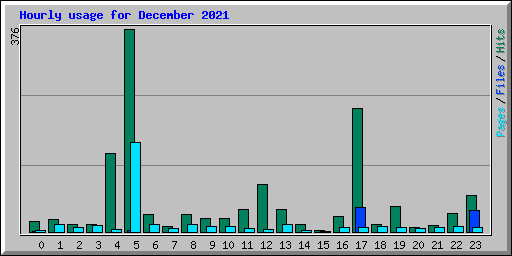 Hourly usage for December 2021
376
Pages/Files/Hits
0 1 2 3 4 5 6 7 8 9 10 11 12 13 14 15 16 17 18 19 20 21 22 23